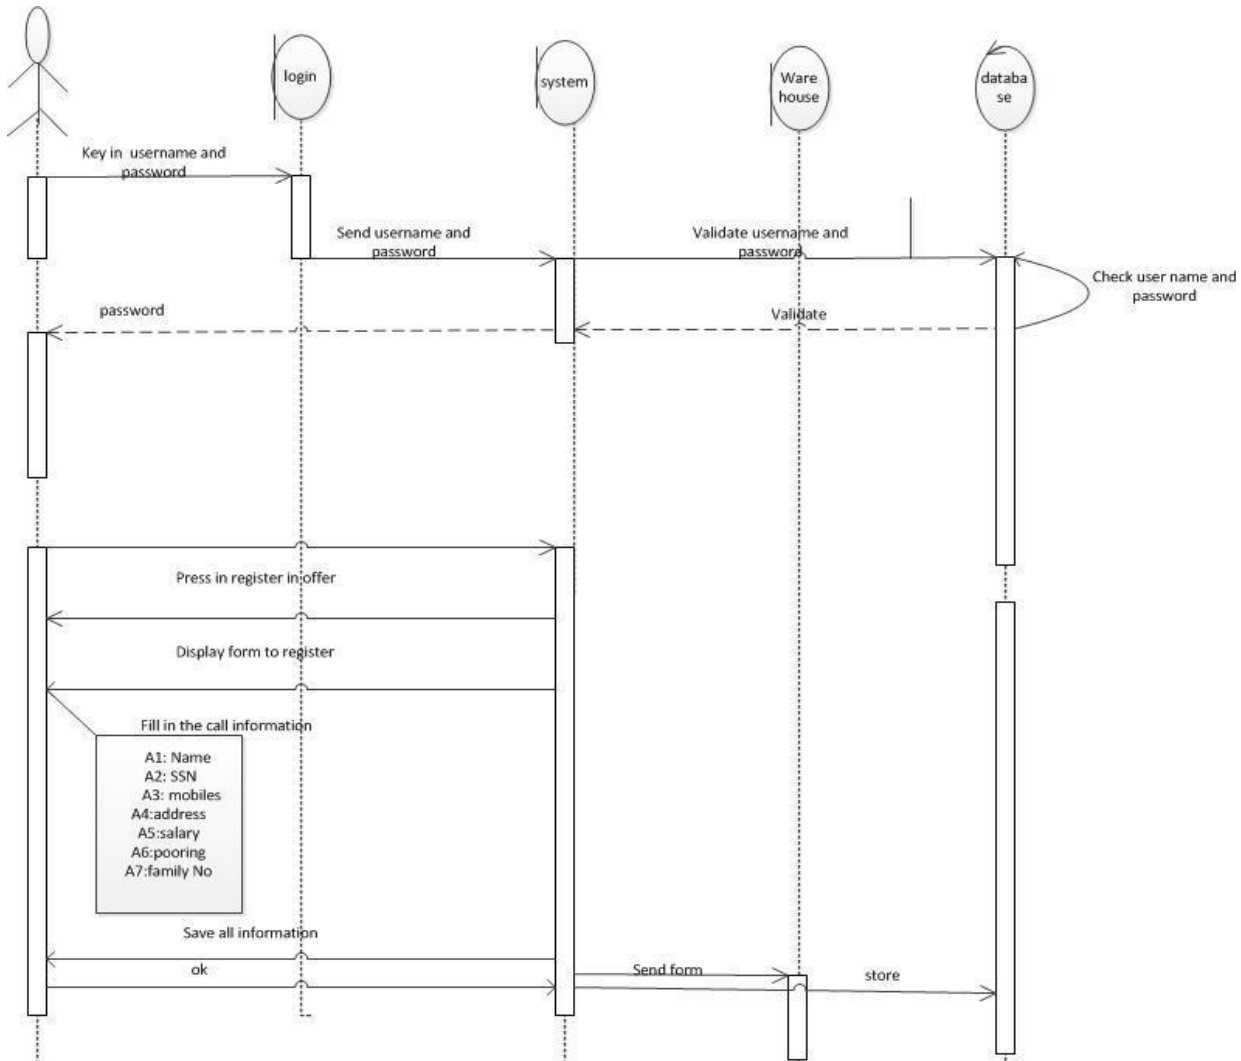 login
system
Ware
house
databa
se
Key in  username and
password
Send username and
password
Validate username and
password
Check user name and
password
password
Validate
Press in register in offer
Display form to register
Fill in the call information
A1: Name
A2: SSN
A3: mobiles
A4:address
A5:salary
A6:pooring
A7:family No
Save all information
ok
Send form
store